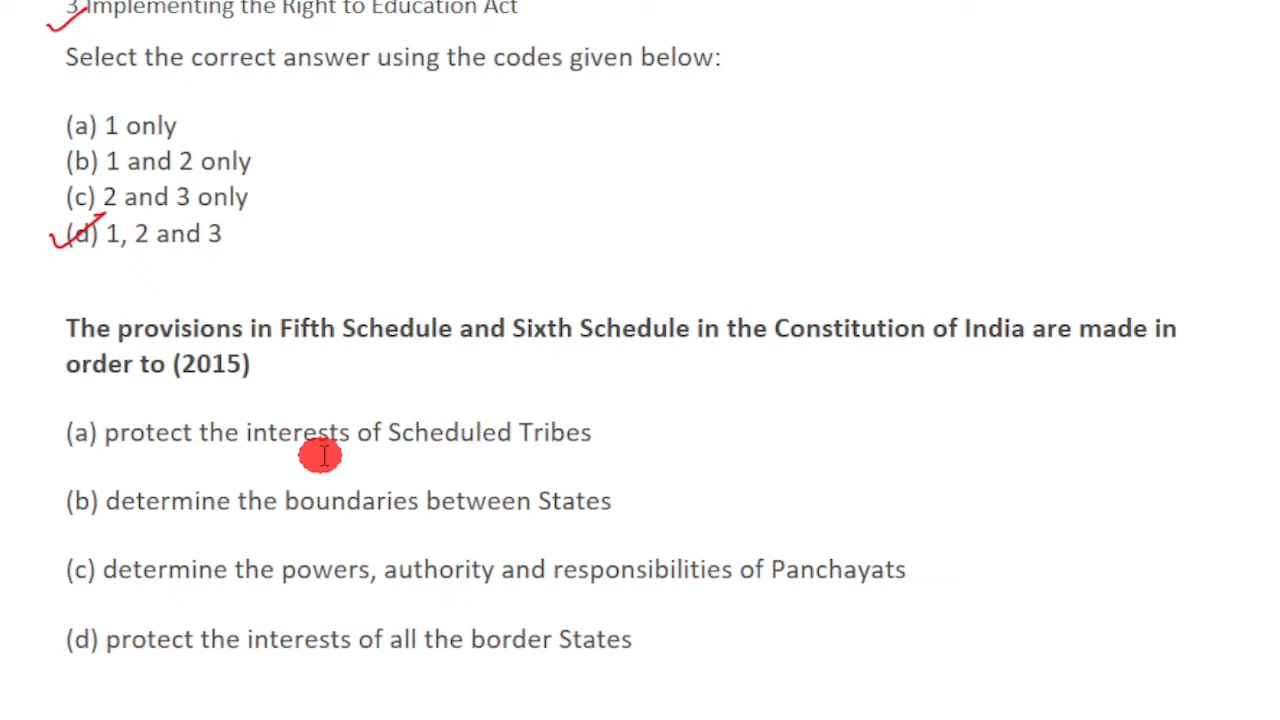 3.Implementing the Right to Education Act
Select the correct answer using the codes given below:
(a) 1 only
(b) 1 and 2 only
(c) 2 and 3 only
(d) 1, 2 and 3
The provisions in Fifth Schedule and Sixth Schedule in the Constitution of India are made in
order to (2015)
(a) protect the interests of Scheduled Tribes
(b) determine the boundaries between States
(c) determine the powers, authority and responsibilities of Panchayats
(d) protect the interests of all the border States